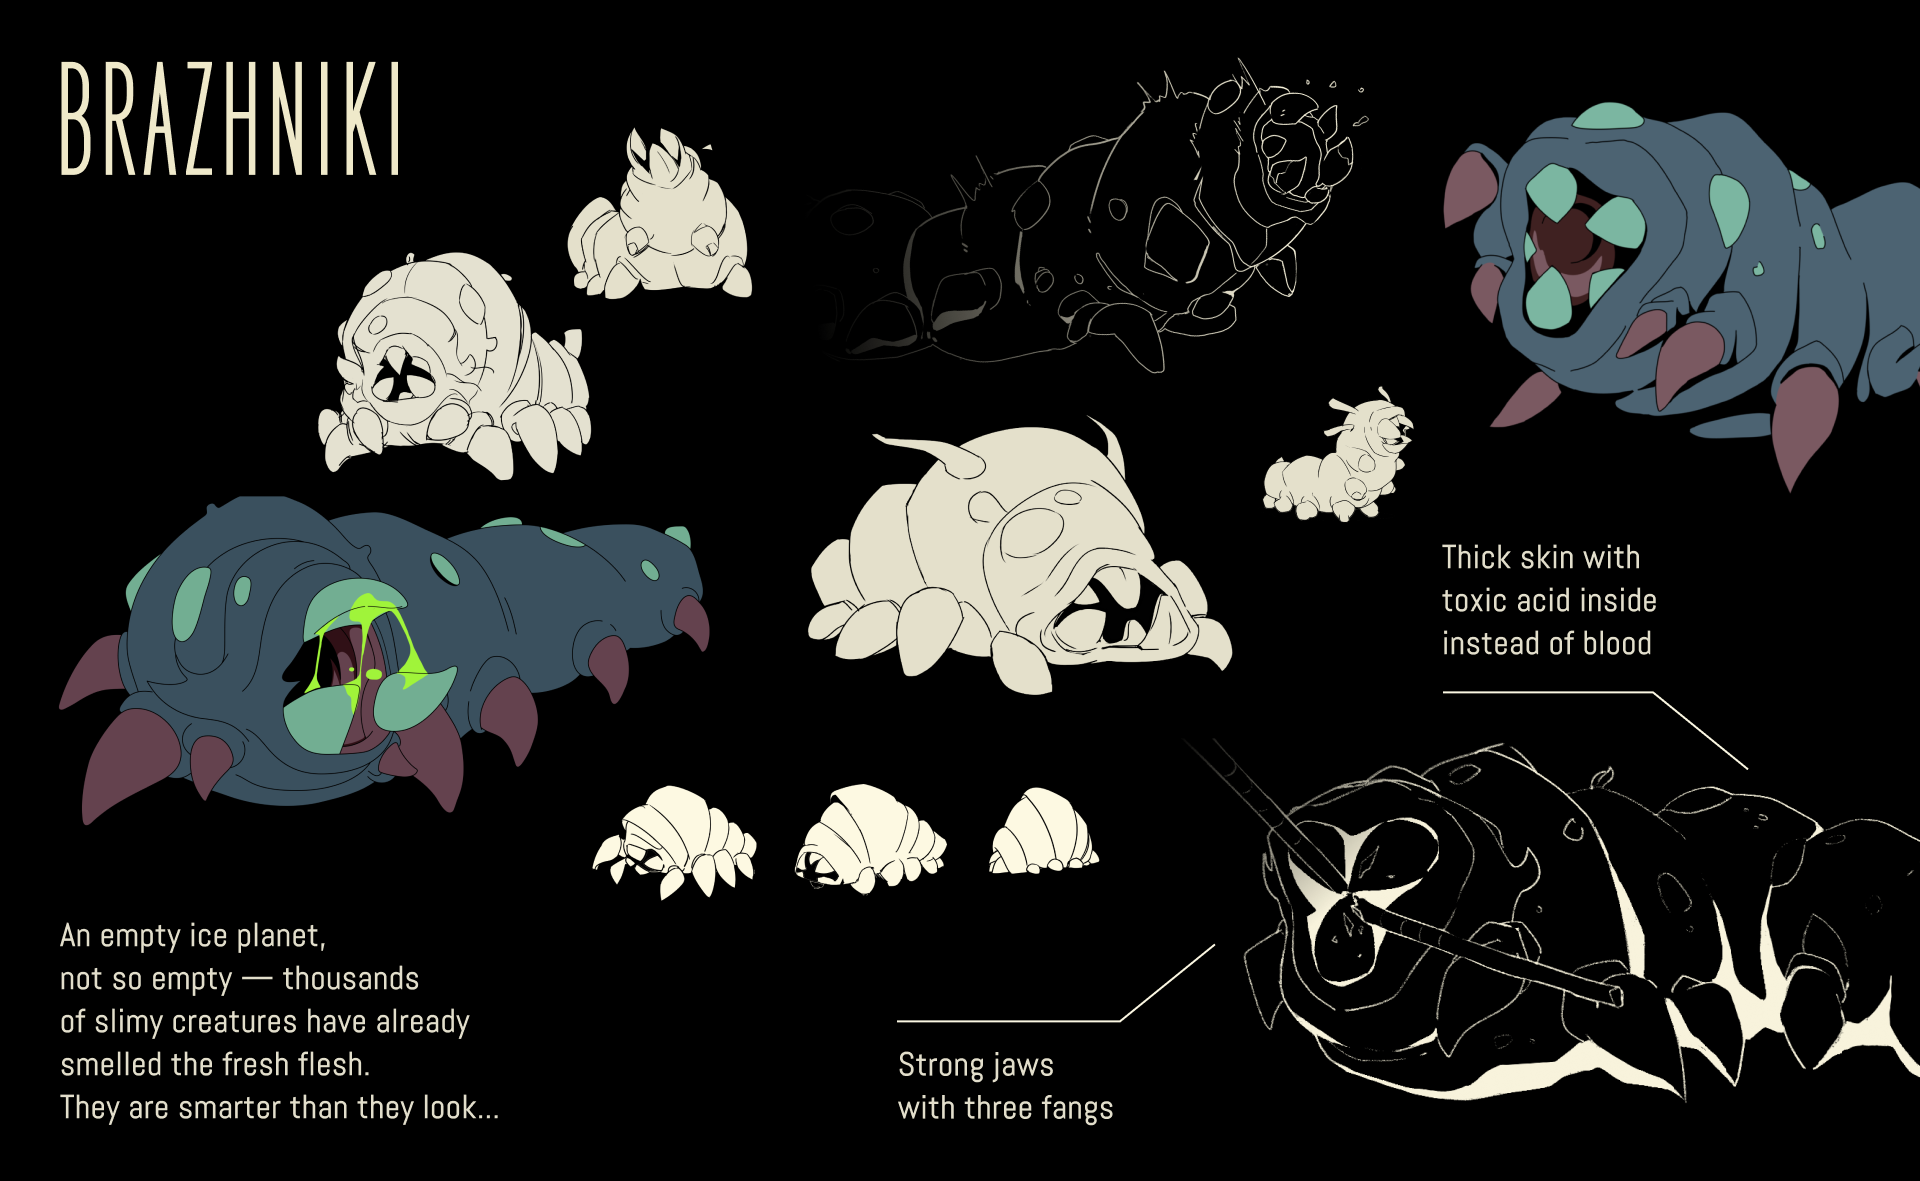 BRAZHNIKI
Thick skin with
toxic acid inside
instead of blood
An empty ice planet,
not so empty — thousands
of slimy creatures have already
smelled the fresh flesh.
They are smarter than they look...
Strong jaws
with three fangs